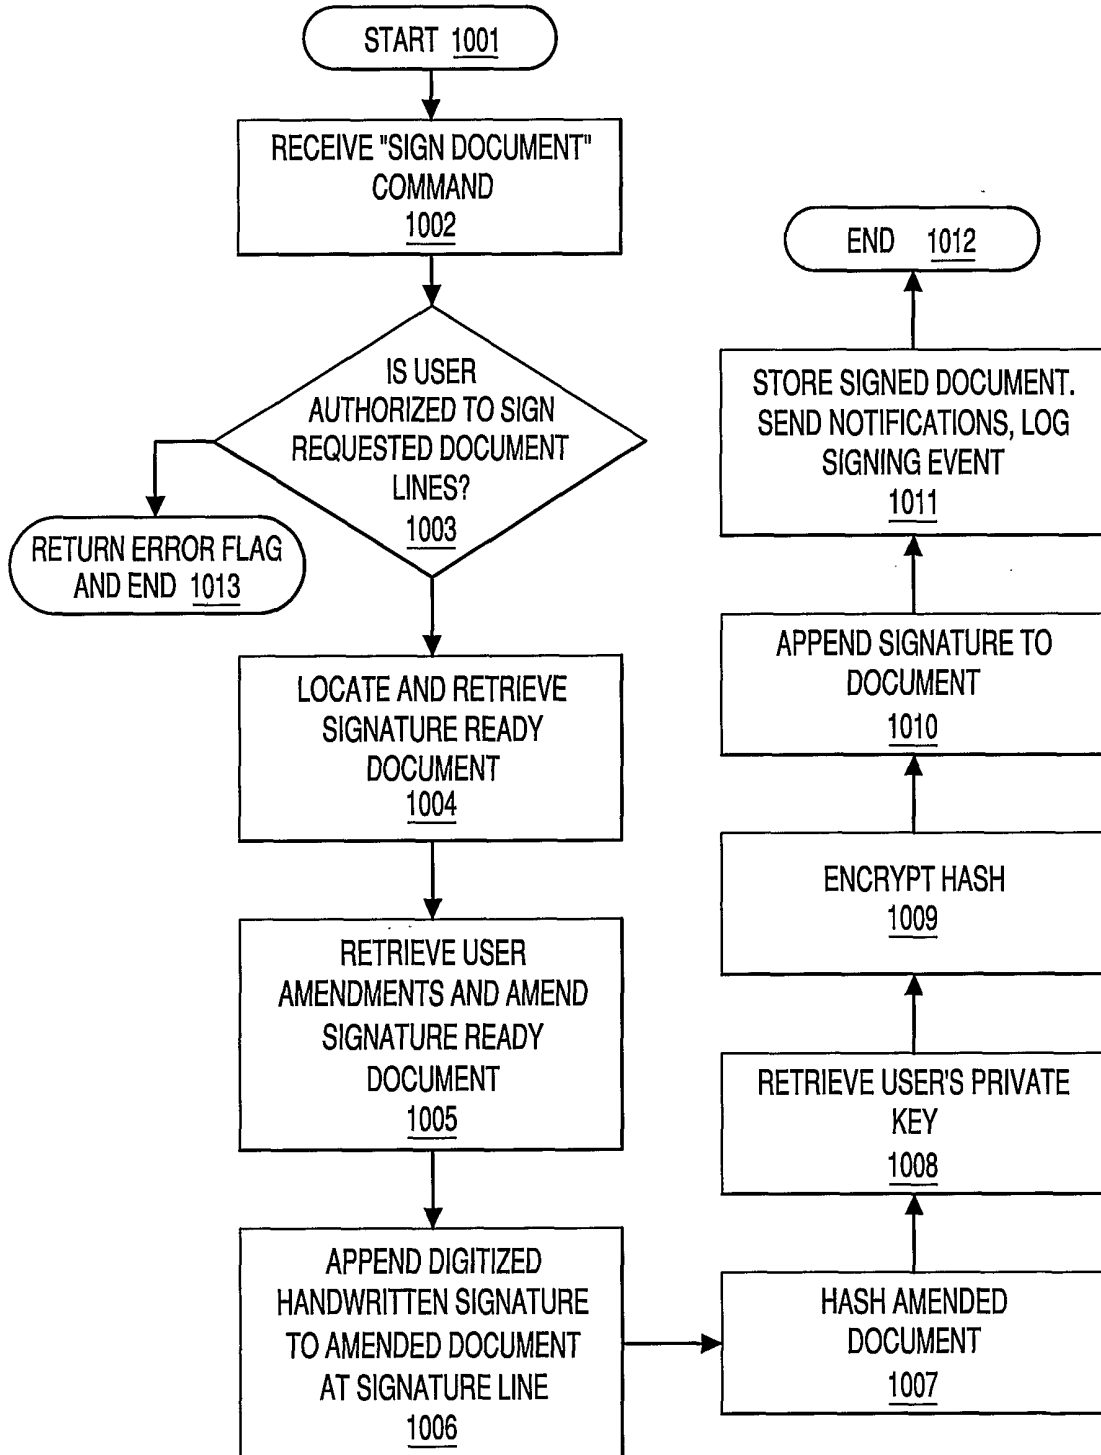 START 1001
RECEIVE "SIGN DOCUMENT"
COMMAND
1002
IS USER
AUTHORIZED TO SIGN
REQUESTED DOCUMENT
LINES?
1003
RETURN ERROR FLAG
AND END 1013
LOCATE AND RETRIEVE
SIGNATURE READY
DOCUMENT
1004
RETRIEVE USER
AMENDMENTS AND AMEND
SIGNATURE READY
DOCUMENT
1005
APPEND DIGITIZED
HANDWRITTEN SIGNATURE
TO AMENDED DOCUMENT
AT SIGNATURE LINE
1006
HASH AMENDED
DOCUMENT
1007
RETRIEVE USER'S PRIVATE
KEY
1008
ENCRYPT HASH
1009
APPEND SIGNATURE TO
DOCUMENT
1010
STORE SIGNED DOCUMENT.
SEND NOTIFICATIONS, LOG
SIGNING EVENT
1011
END 1012